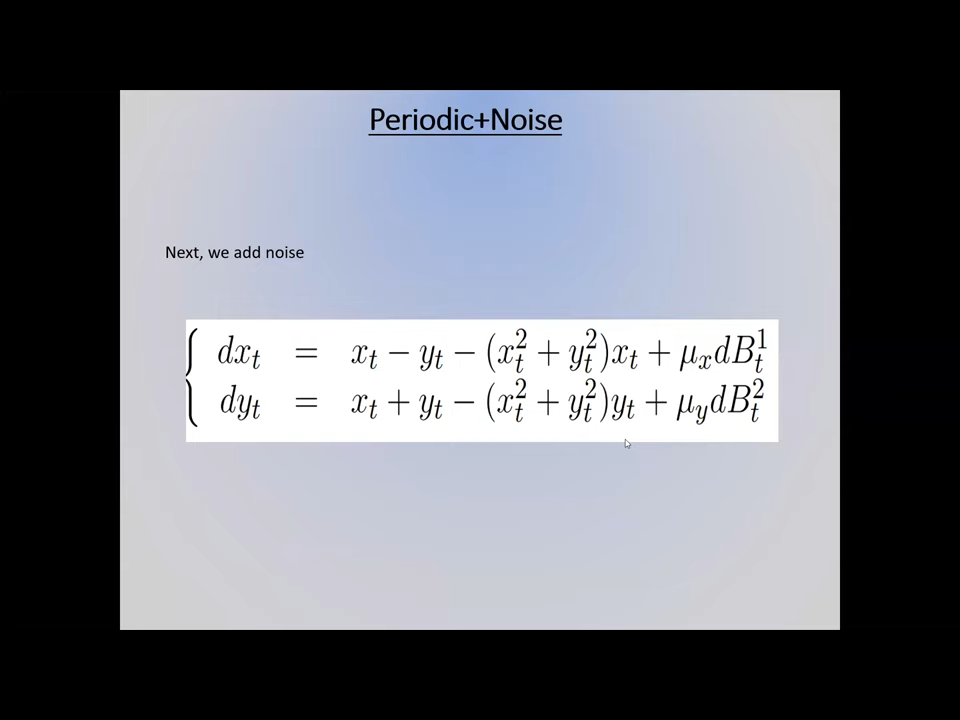 Periodic+Noise
Next, we add noise
dx_t = x_t − y_t − (x_t^2 + y_t^2)x_t + μ_x dB_t^1
dy_t = x_t + y_t − (x_t^2 + y_t^2)y_t + μ_y dB_t^2